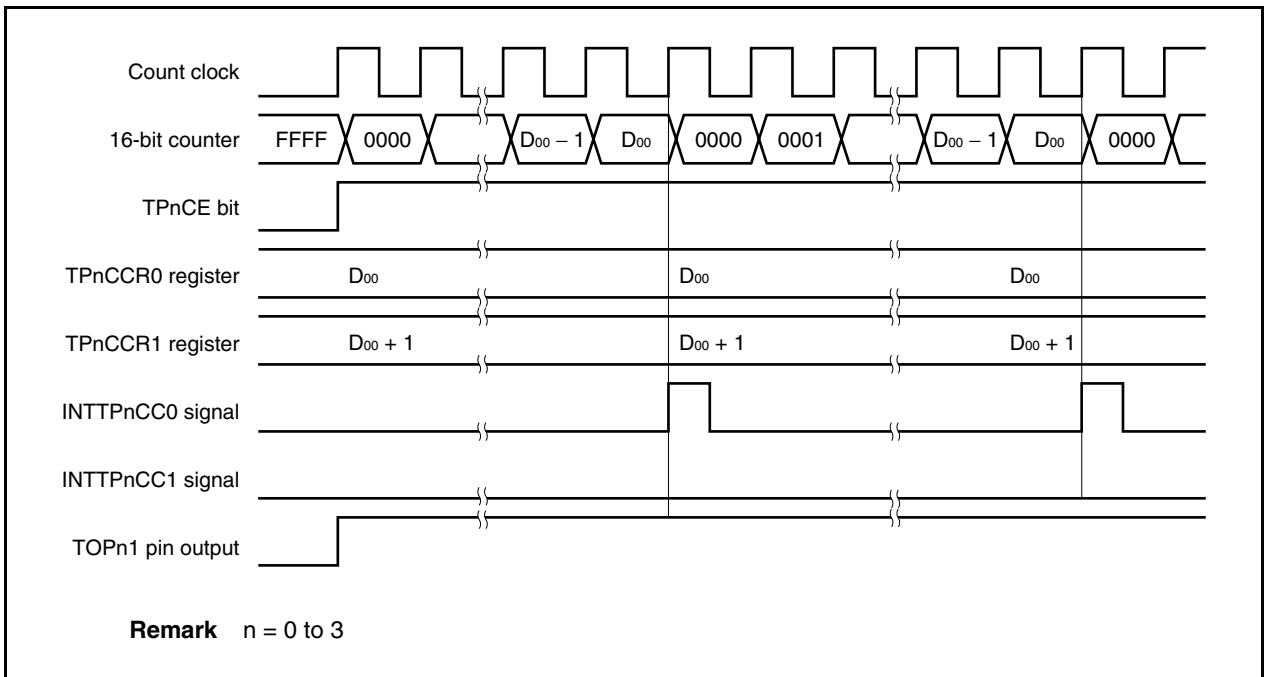 Count clock
16-bit counter FFFF 0000 D00 − 1 D00 0000 0001 D00 − 1 D00 0000
TPnCE bit
TPnCCR0 register D00 D00 D00
TPnCCR1 register D00 + 1 D00 + 1 D00 + 1
INTTPnCC0 signal
INTTPnCC1 signal
TOPn1 pin output
Remark n = 0 to 3